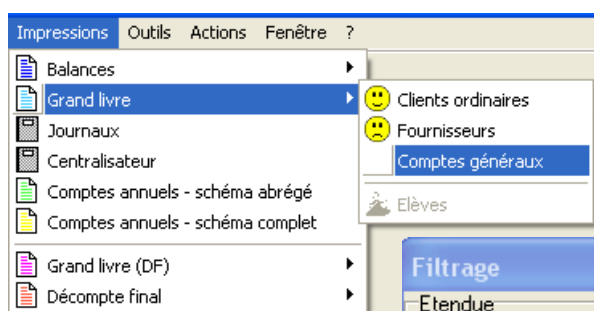 Impressions Outils Actions Fenêtre ?
Balances
Grand livre
Journaux
Centralisateur
Comptes annuels - schéma abrégé
Comptes annuels - schéma complet
Grand livre (DF)
Décompte final
Clients ordinaires
Fournisseurs
Comptes généraux
Elèves
Filtrage
Etendue